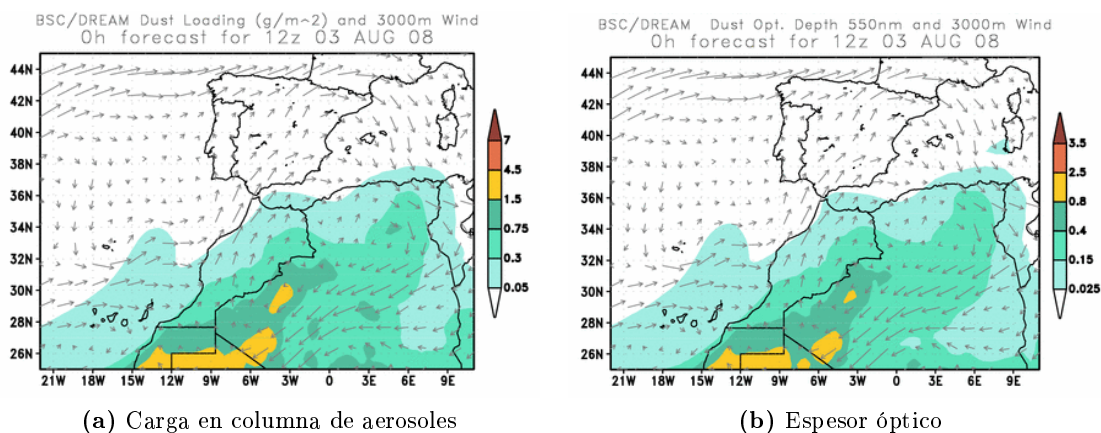 BSC/DREAM Dust Loading (g/m^2) and 3000m Wind
0h forecast for 12z 03 AUG 08
44N
42N
40N
38N
36N
34N
32N
30N
28N
26N
21W 18W 15W 12W 9W 6W 3W 0 3E 6E 9E
7
4.5
1.5
0.75
0.3
0.05
(a) Carga en columna de aerosoles
BSC/DREAM Dust Opt. Depth 550nm and 3000m Wind
0h forecast for 12z 03 AUG 08
44N
42N
40N
38N
36N
34N
32N
30N
28N
26N
21W 18W 15W 12W 9W 6W 3W 0 3E 6E 9E
3.5
2.5
0.8
0.4
0.15
0.025
(b) Espesor óptico